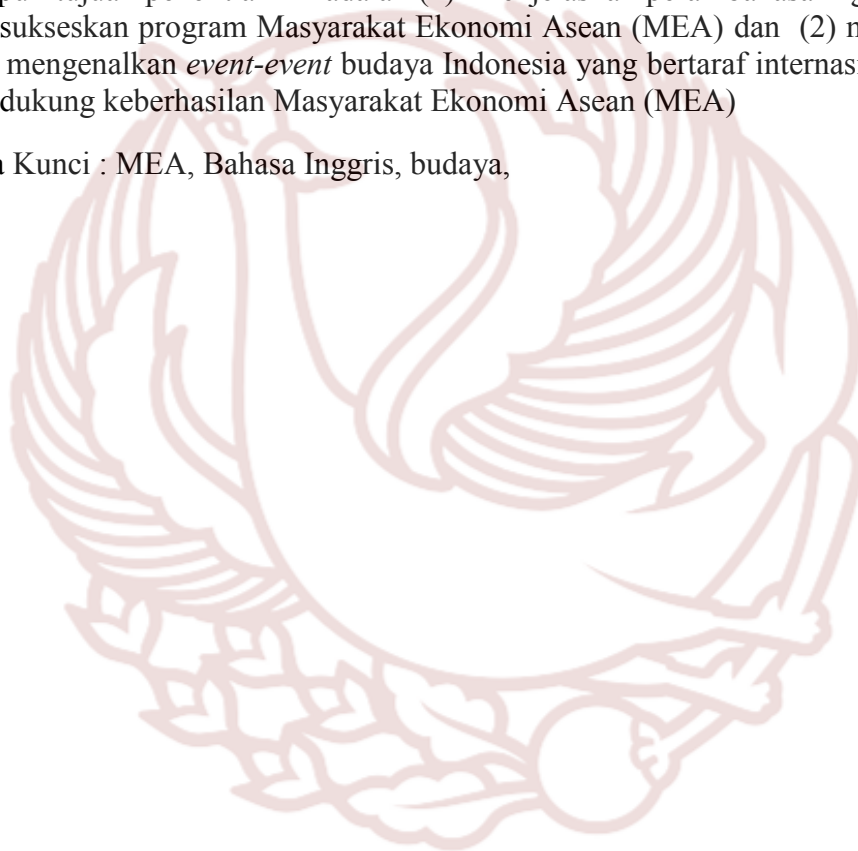 sukseskan program Masyarakat Ekonomi Asean (MEA) dan (2) m
mengenalkan event-event budaya Indonesia yang bertaraf internas
dukung keberhasilan Masyarakat Ekonomi Asean (MEA)
Kunci : MEA, Bahasa Inggris, budaya,